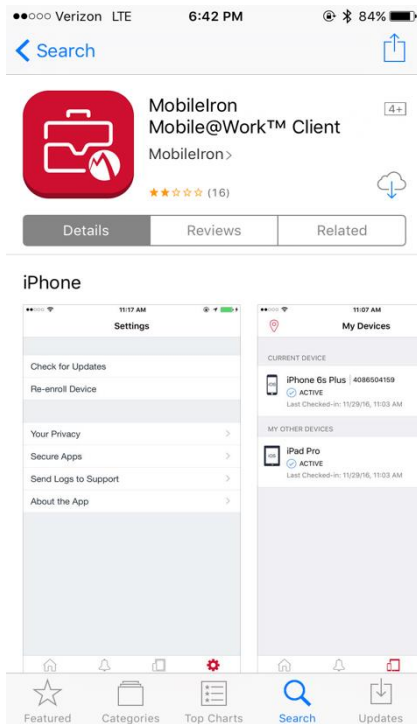 Verizon LTE 6:42 PM 84%
Search
MobileIron
Mobile@Work™ Client
4+
MobileIron
(16)
Details Reviews Related
iPhone
11:17 AM
Settings
Check for Updates
Re-enroll Device
Your Privacy
Secure Apps
Send Logs to Support
About the App
11:07 AM
My Devices
CURRENT DEVICE
iOS
iPhone 6s Plus | 4086504159
ACTIVE
Last Checked-in: 11/29/16, 11:03 AM
MY OTHER DEVICES
iOS
iPad Pro
ACTIVE
Last Checked-in: 11/29/16, 11:03 AM
Featured Categories Top Charts Search Updates